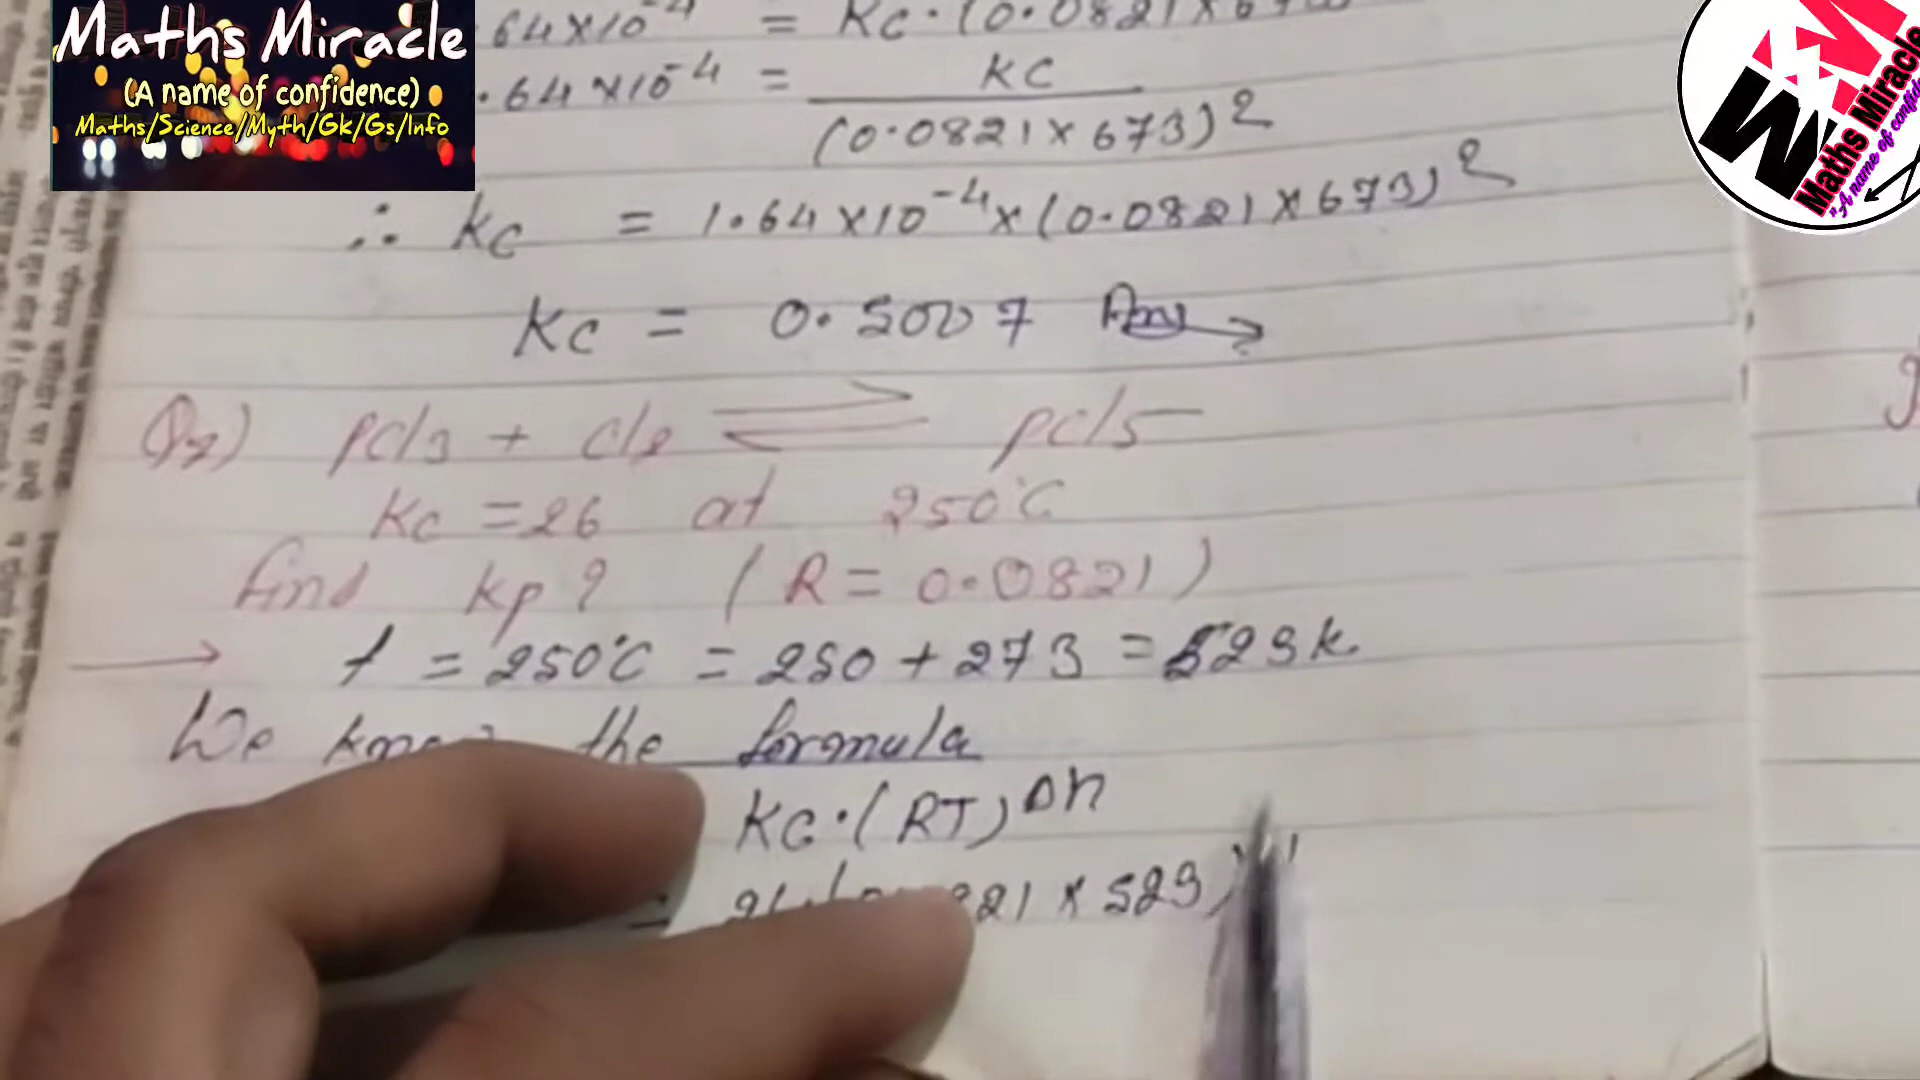 Maths Miracle
(A name of confidence)
Maths/Science/Myth/Gk/Gs/Info
Maths Miracle
.64×10⁻⁴ = Kc·(0.0821×
.64×10⁻⁴ = Kc
(0.0821×673)2
∴ Kc = 1.64×10⁻⁴×(0.0821×673)2
Kc = 0.5007 Ans
pcl3 + cl2 ⇌ pcl5
Kc = 26 at 250°C
find Kp? (R = 0.0821)
→ t = 250°C = 250 + 273 = 523k.
We the formula
Kc·(RT)^Δn
= 821 × 523)